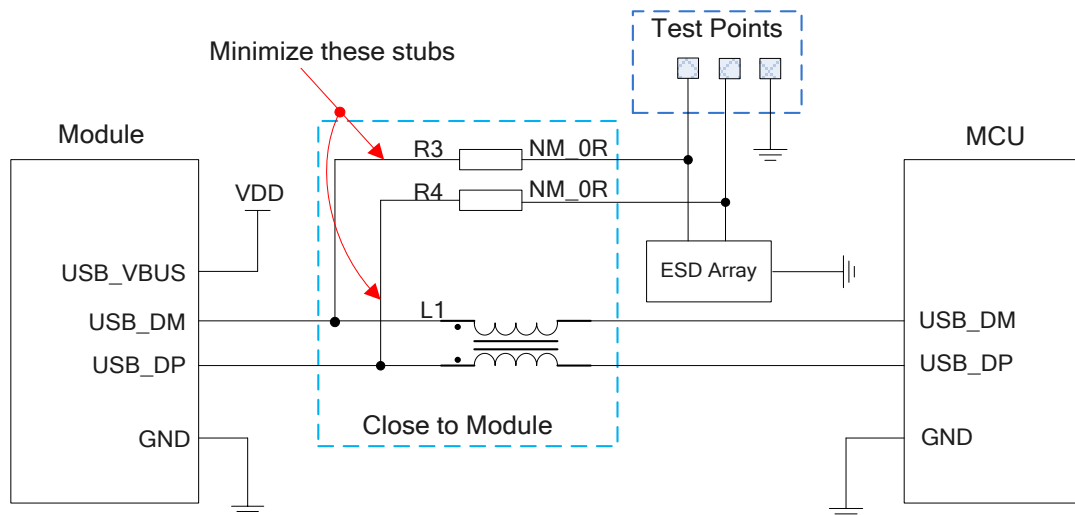 Test Points
Minimize these stubs
Module
MCU
R3
NM_0R
R4
NM_0R
VDD
USB_VBUS
ESD Array
USB_DM
L1
USB_DM
USB_DP
USB_DP
Close to Module
GND
GND